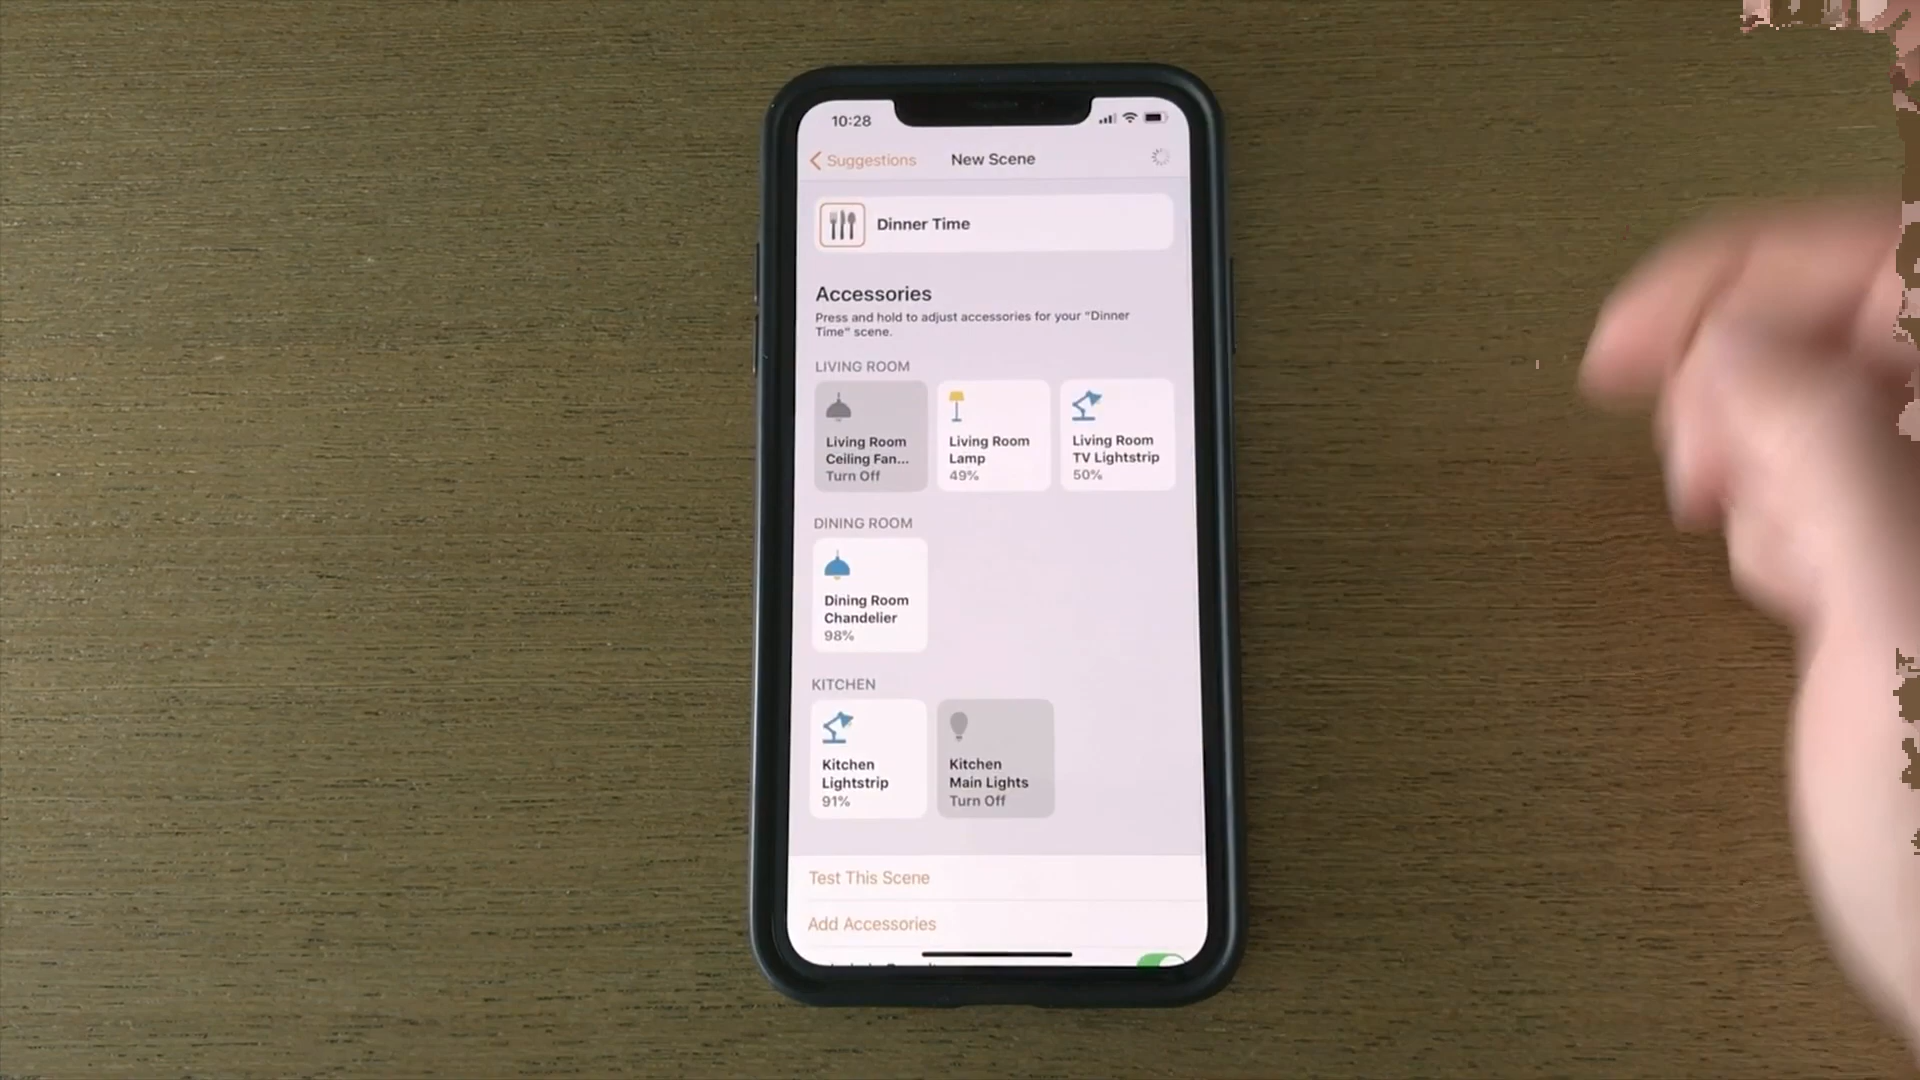 10:28
Suggestions
New Scene
Dinner Time
Accessories
Press and hold to adjust accessories for your "Dinner
Time" scene.
LIVING ROOM
Living Room
Ceiling Fan...
Turn Off
Living Room
Lamp
49%
Living Room
TV Lightstrip
50%
DINING ROOM
Dining Room
Chandelier
98%
KITCHEN
Kitchen
Lightstrip
91%
Kitchen
Main Lights
Turn Off
Test This Scene
Add Accessories